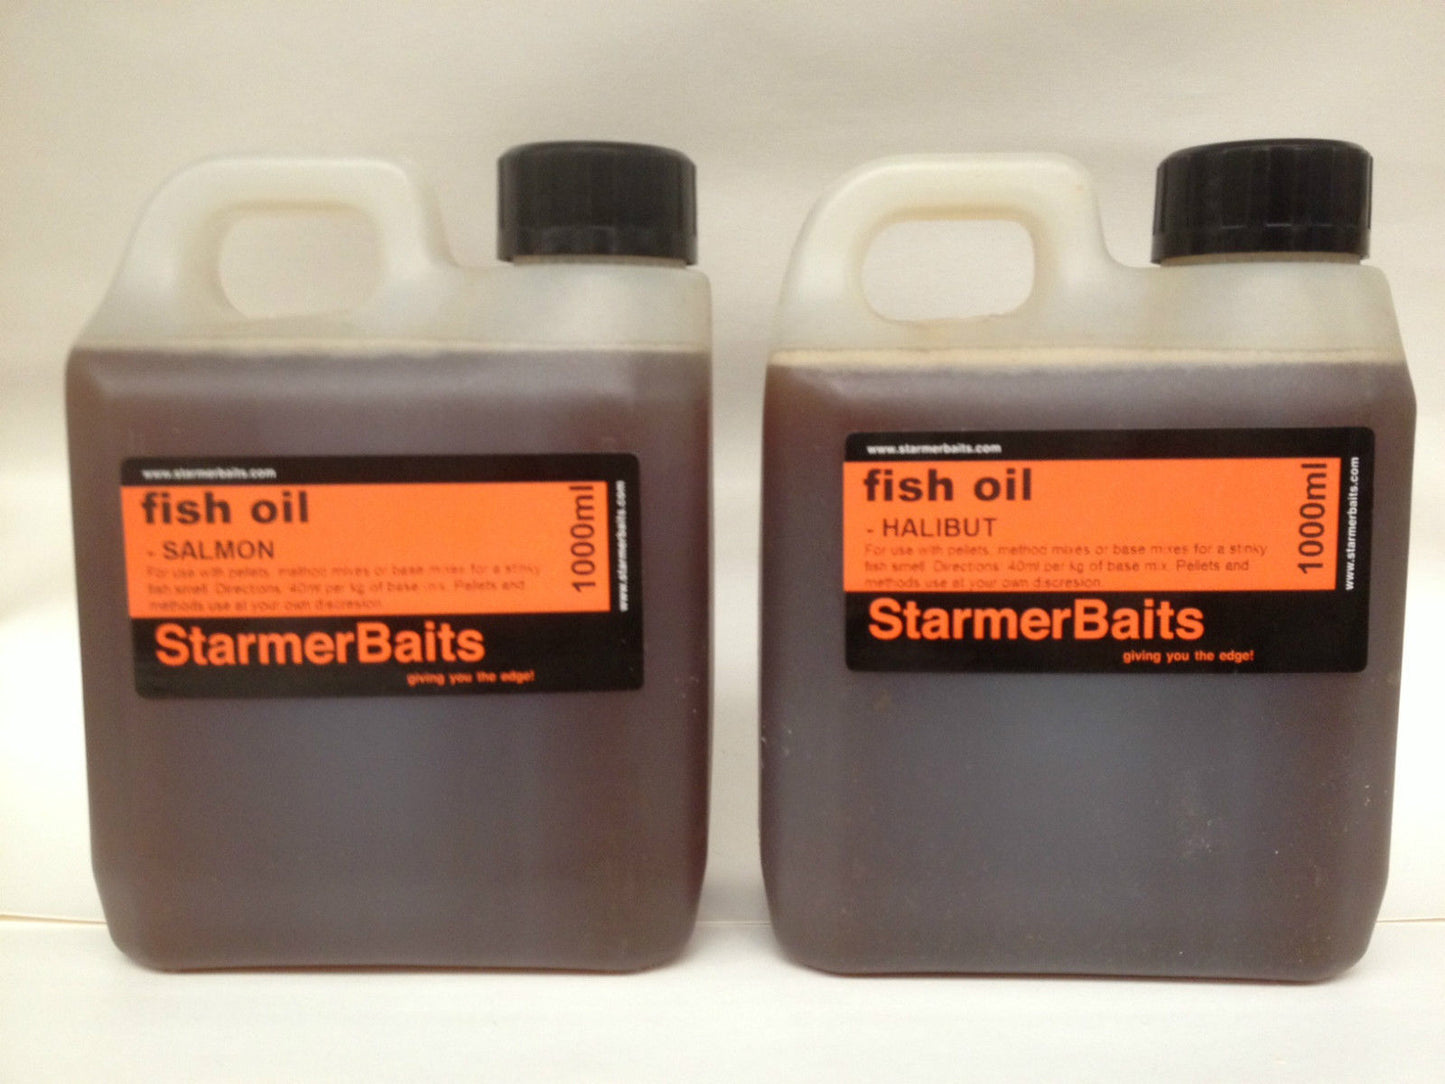 www.starmerbaits.com
fish oil
- SALMON
For use with pellets, method mixes or base mixes for a stinky
fish smell. Directions: 40ml per kg of base mix. Pellets and
methods use at your own discresion.
1000ml
www.starmerbaits.com
StarmerBaits
giving you the edge!
www.starmerbaits.com
fish oil
- HALIBUT
For use with pellets, method mixes or base mixes for a stinky
fish smell. Directions: 40ml per kg of base mix. Pellets and
methods use at your own discresion.
1000ml
www.starmerbaits.com
StarmerBaits
giving you the edge!